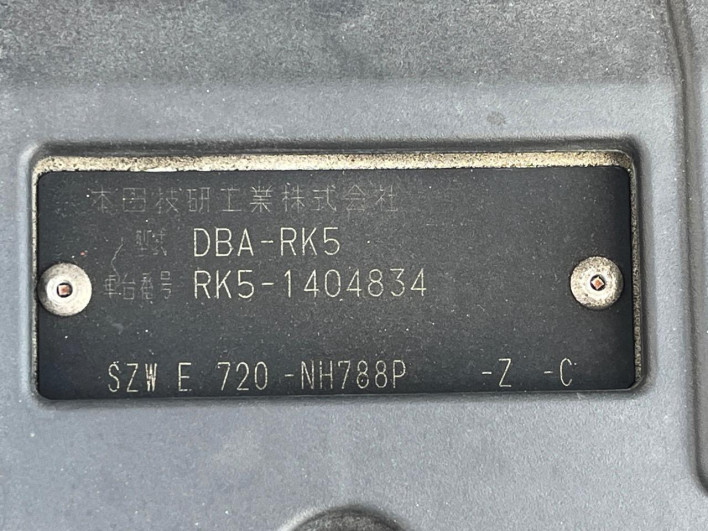 本田技研工業株式会社
型式 DBA-RK5
車台番号 RK5-1404834
SZW E 720 -NH788P -Z -C